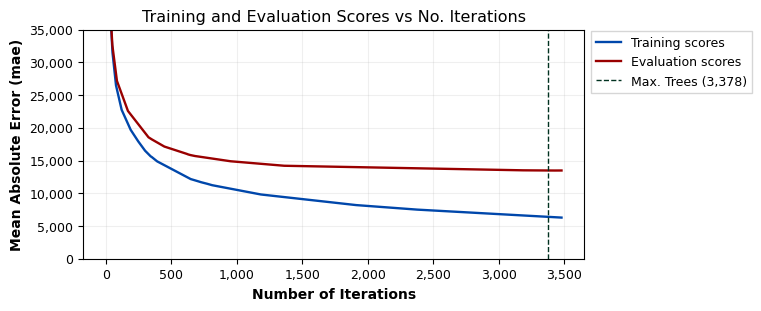 Training and Evaluation Scores vs No. Iterations
Mean Absolute Error (mae)
35,000
30,000
25,000
20,000
15,000
10,000
5,000
0
0 500 1,000 1,500 2,000 2,500 3,000 3,500
Number of Iterations
Training scores
Evaluation scores
Max. Trees (3,378)